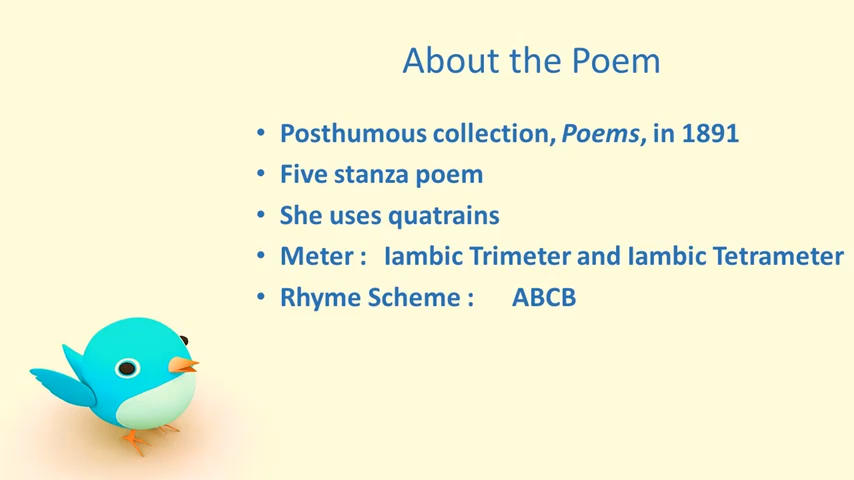 About the Poem
• Posthumous collection, Poems, in 1891
• Five stanza poem
• She uses quatrains
• Meter : Iambic Trimeter and Iambic Tetrameter
• Rhyme Scheme : ABCB